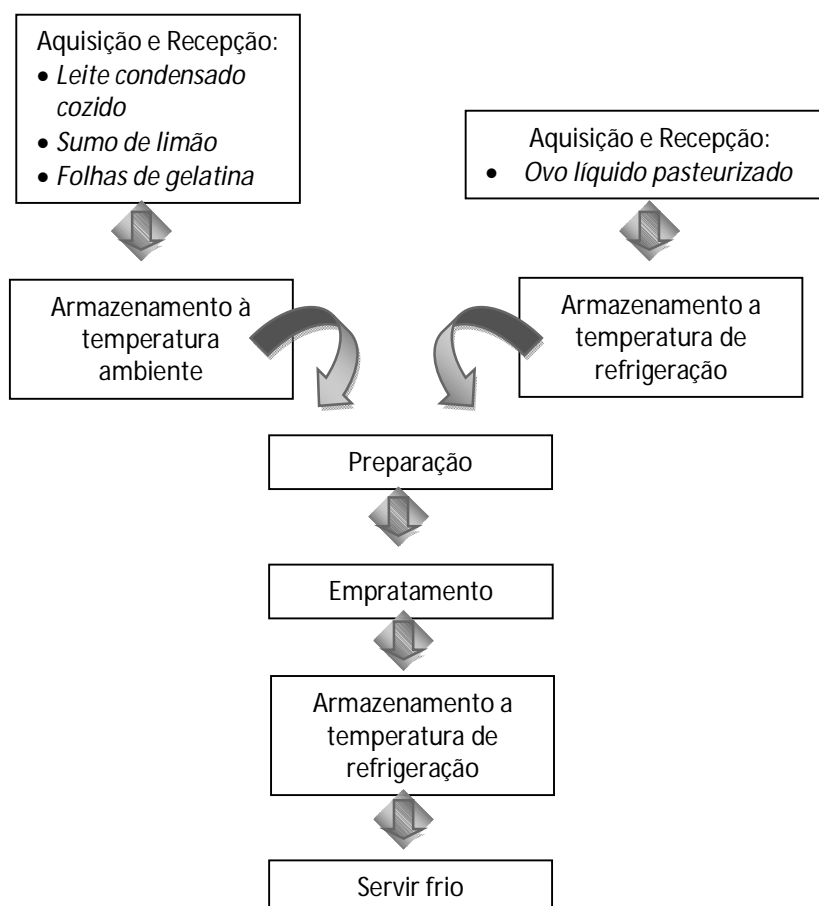 Aquisição e Recepção:
• Leite condensado
cozido
• Sumo de limão
• Folhas de gelatina
Aquisição e Recepção:
• Ovo líquido pasteurizado
Armazenamento à
temperatura
ambiente
Armazenamento a
temperatura de
refrigeração
Preparação
Empratamento
Armazenamento a
temperatura de
refrigeração
Servir frio